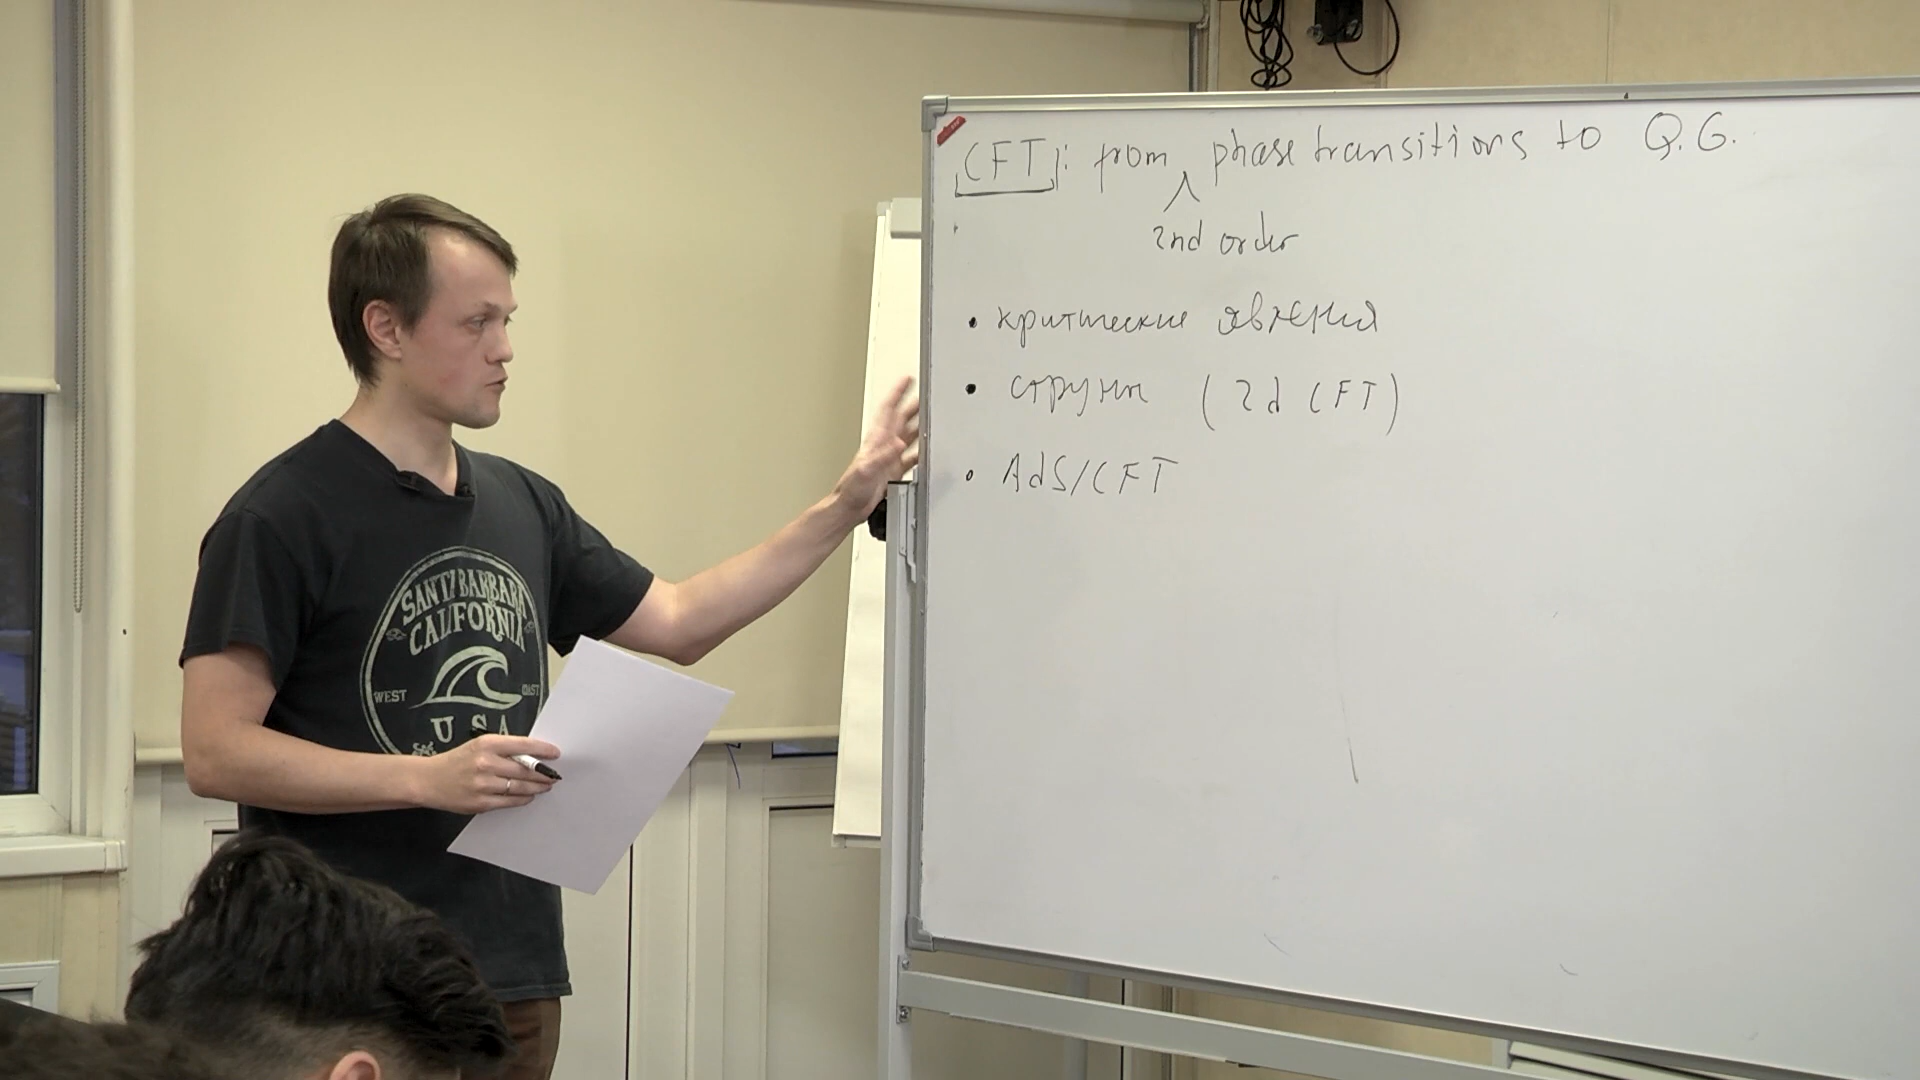 CFT: from phase transitions to Q.G.
2nd order
• критические явления
• струны (2d CFT)
• AdS/CFT
SANTA BARBARA
CALIFORNIA
WEST COAST
USA